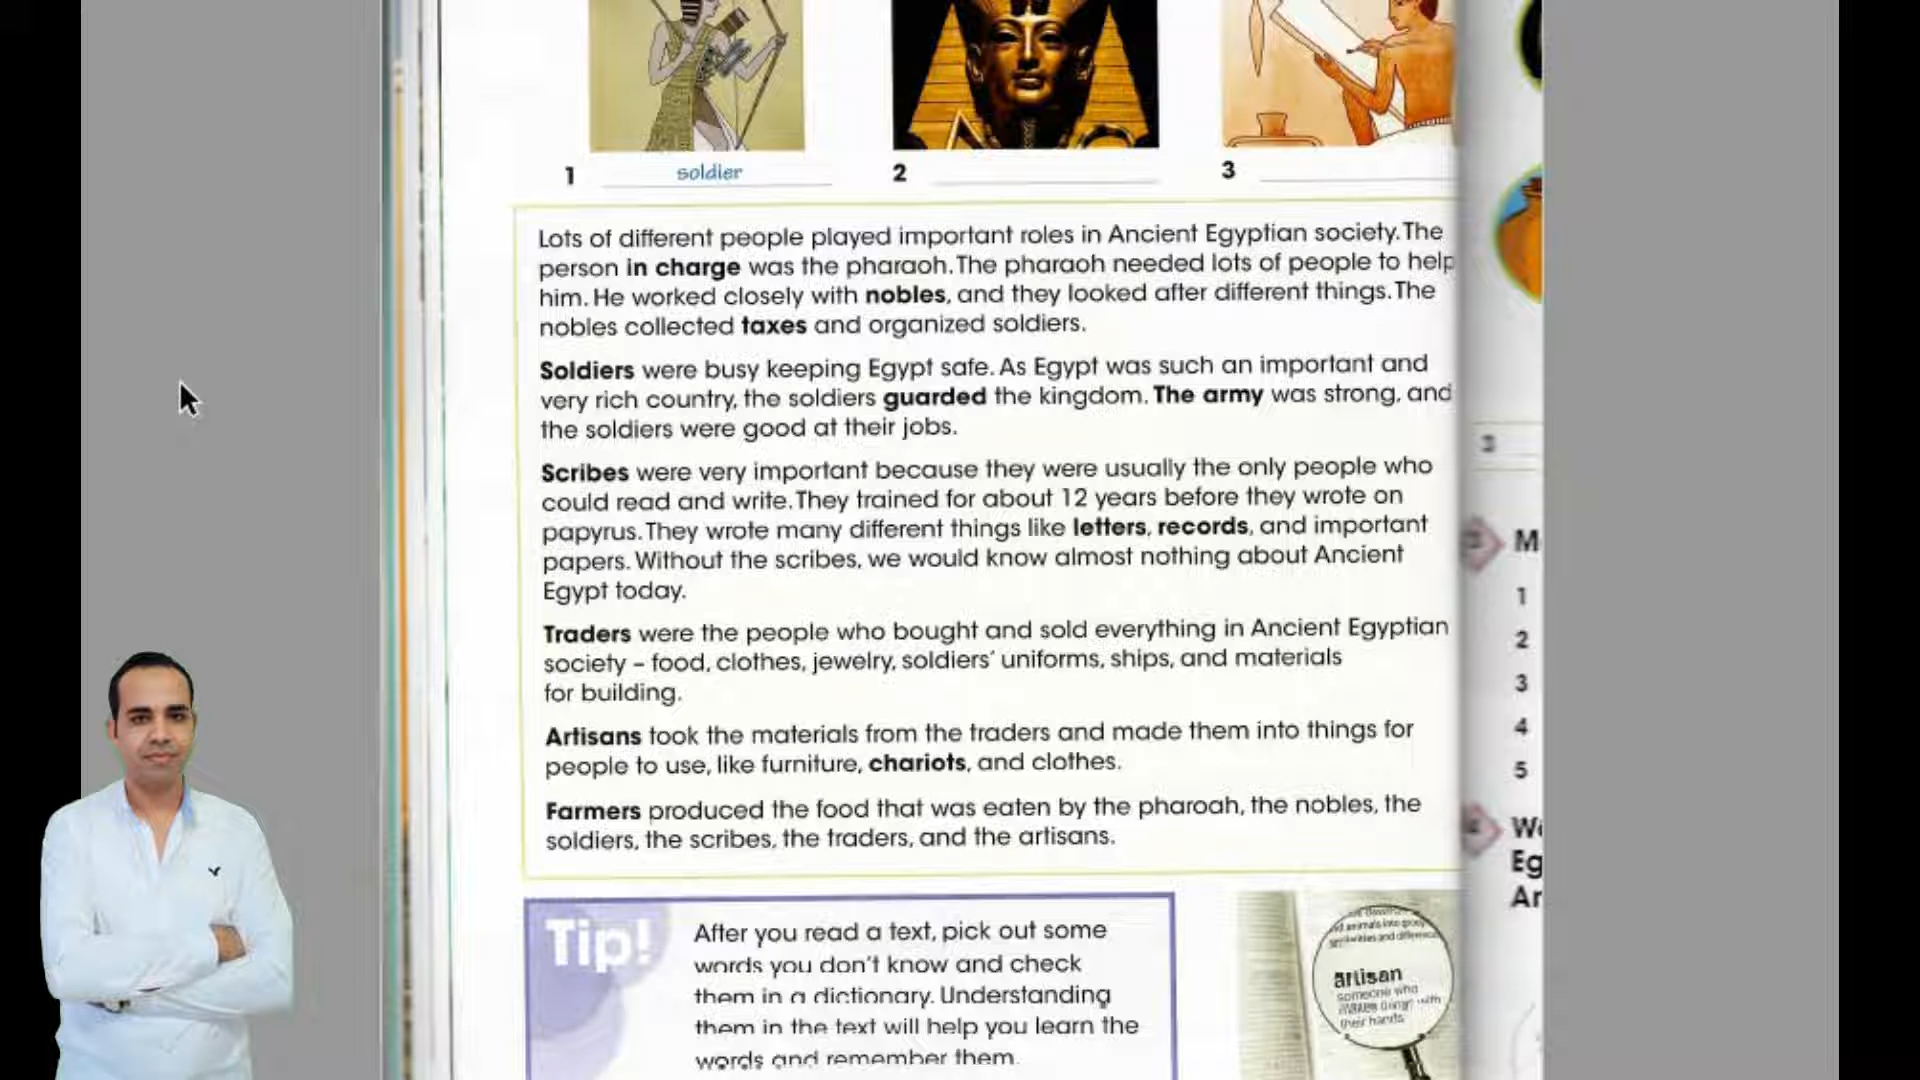 1 soldier 2 3
Lots of different people played important roles in Ancient Egyptian society. The
person in charge was the pharaoh. The pharaoh needed lots of people to help
him. He worked closely with nobles, and they looked after different things. The
nobles collected taxes and organized soldiers.
Soldiers were busy keeping Egypt safe. As Egypt was such an important and
very rich country, the soldiers guarded the kingdom. The army was strong, and
the soldiers were good at their jobs.
Scribes were very important because they were usually the only people who
could read and write. They trained for about 12 years before they wrote on
papyrus. They wrote many different things like letters, records, and important
papers. Without the scribes, we would know almost nothing about Ancient
Egypt today.
Traders were the people who bought and sold everything in Ancient Egyptian
society – food, clothes, jewelry, soldiers' uniforms, ships, and materials
for building.
Artisans took the materials from the traders and made them into things for
people to use, like furniture, chariots, and clothes.
Farmers produced the food that was eaten by the pharoah, the nobles, the
soldiers, the scribes, the traders, and the artisans.
Tip!
After you read a text, pick out some
words you don't know and check
them in a dictionary. Understanding
them in the text will help you learn the
words and remember them.
artisan
someone who
makes things with
their hands
M
1
2
3
4
5
Eg
Ar